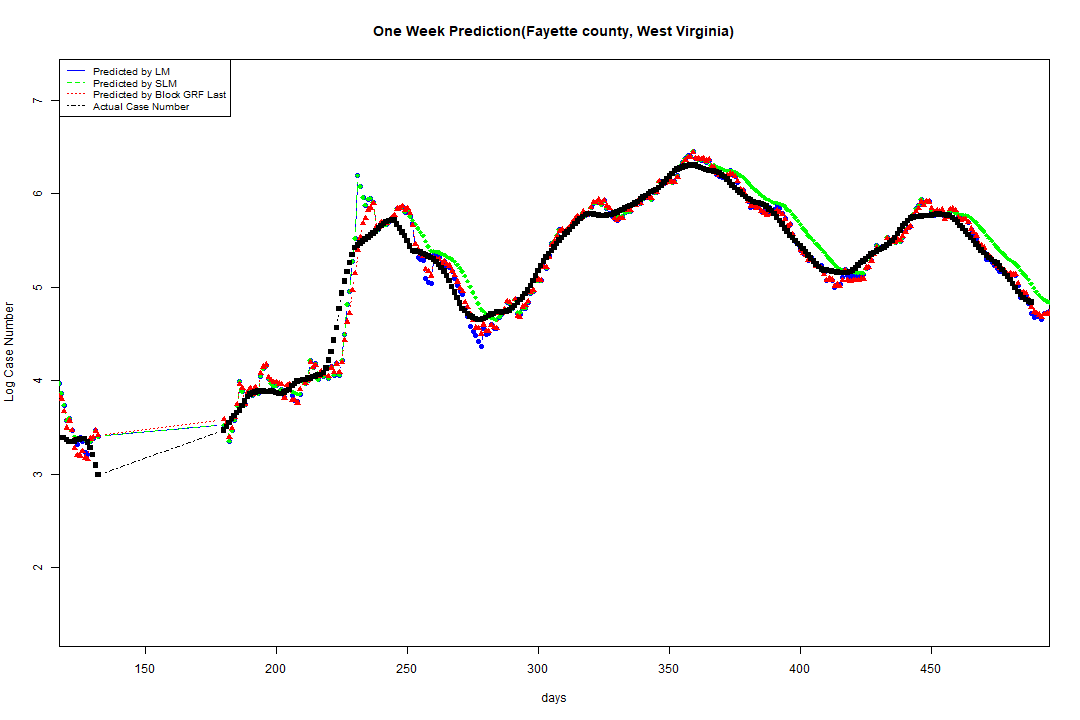 One Week Prediction(Fayette county, West Virginia)
Predicted by LM
Predicted by SLM
Predicted by Block GRF Last
Actual Case Number
7
6
5
4
3
2
Log Case Number
150 200 250 300 350 400 450
days